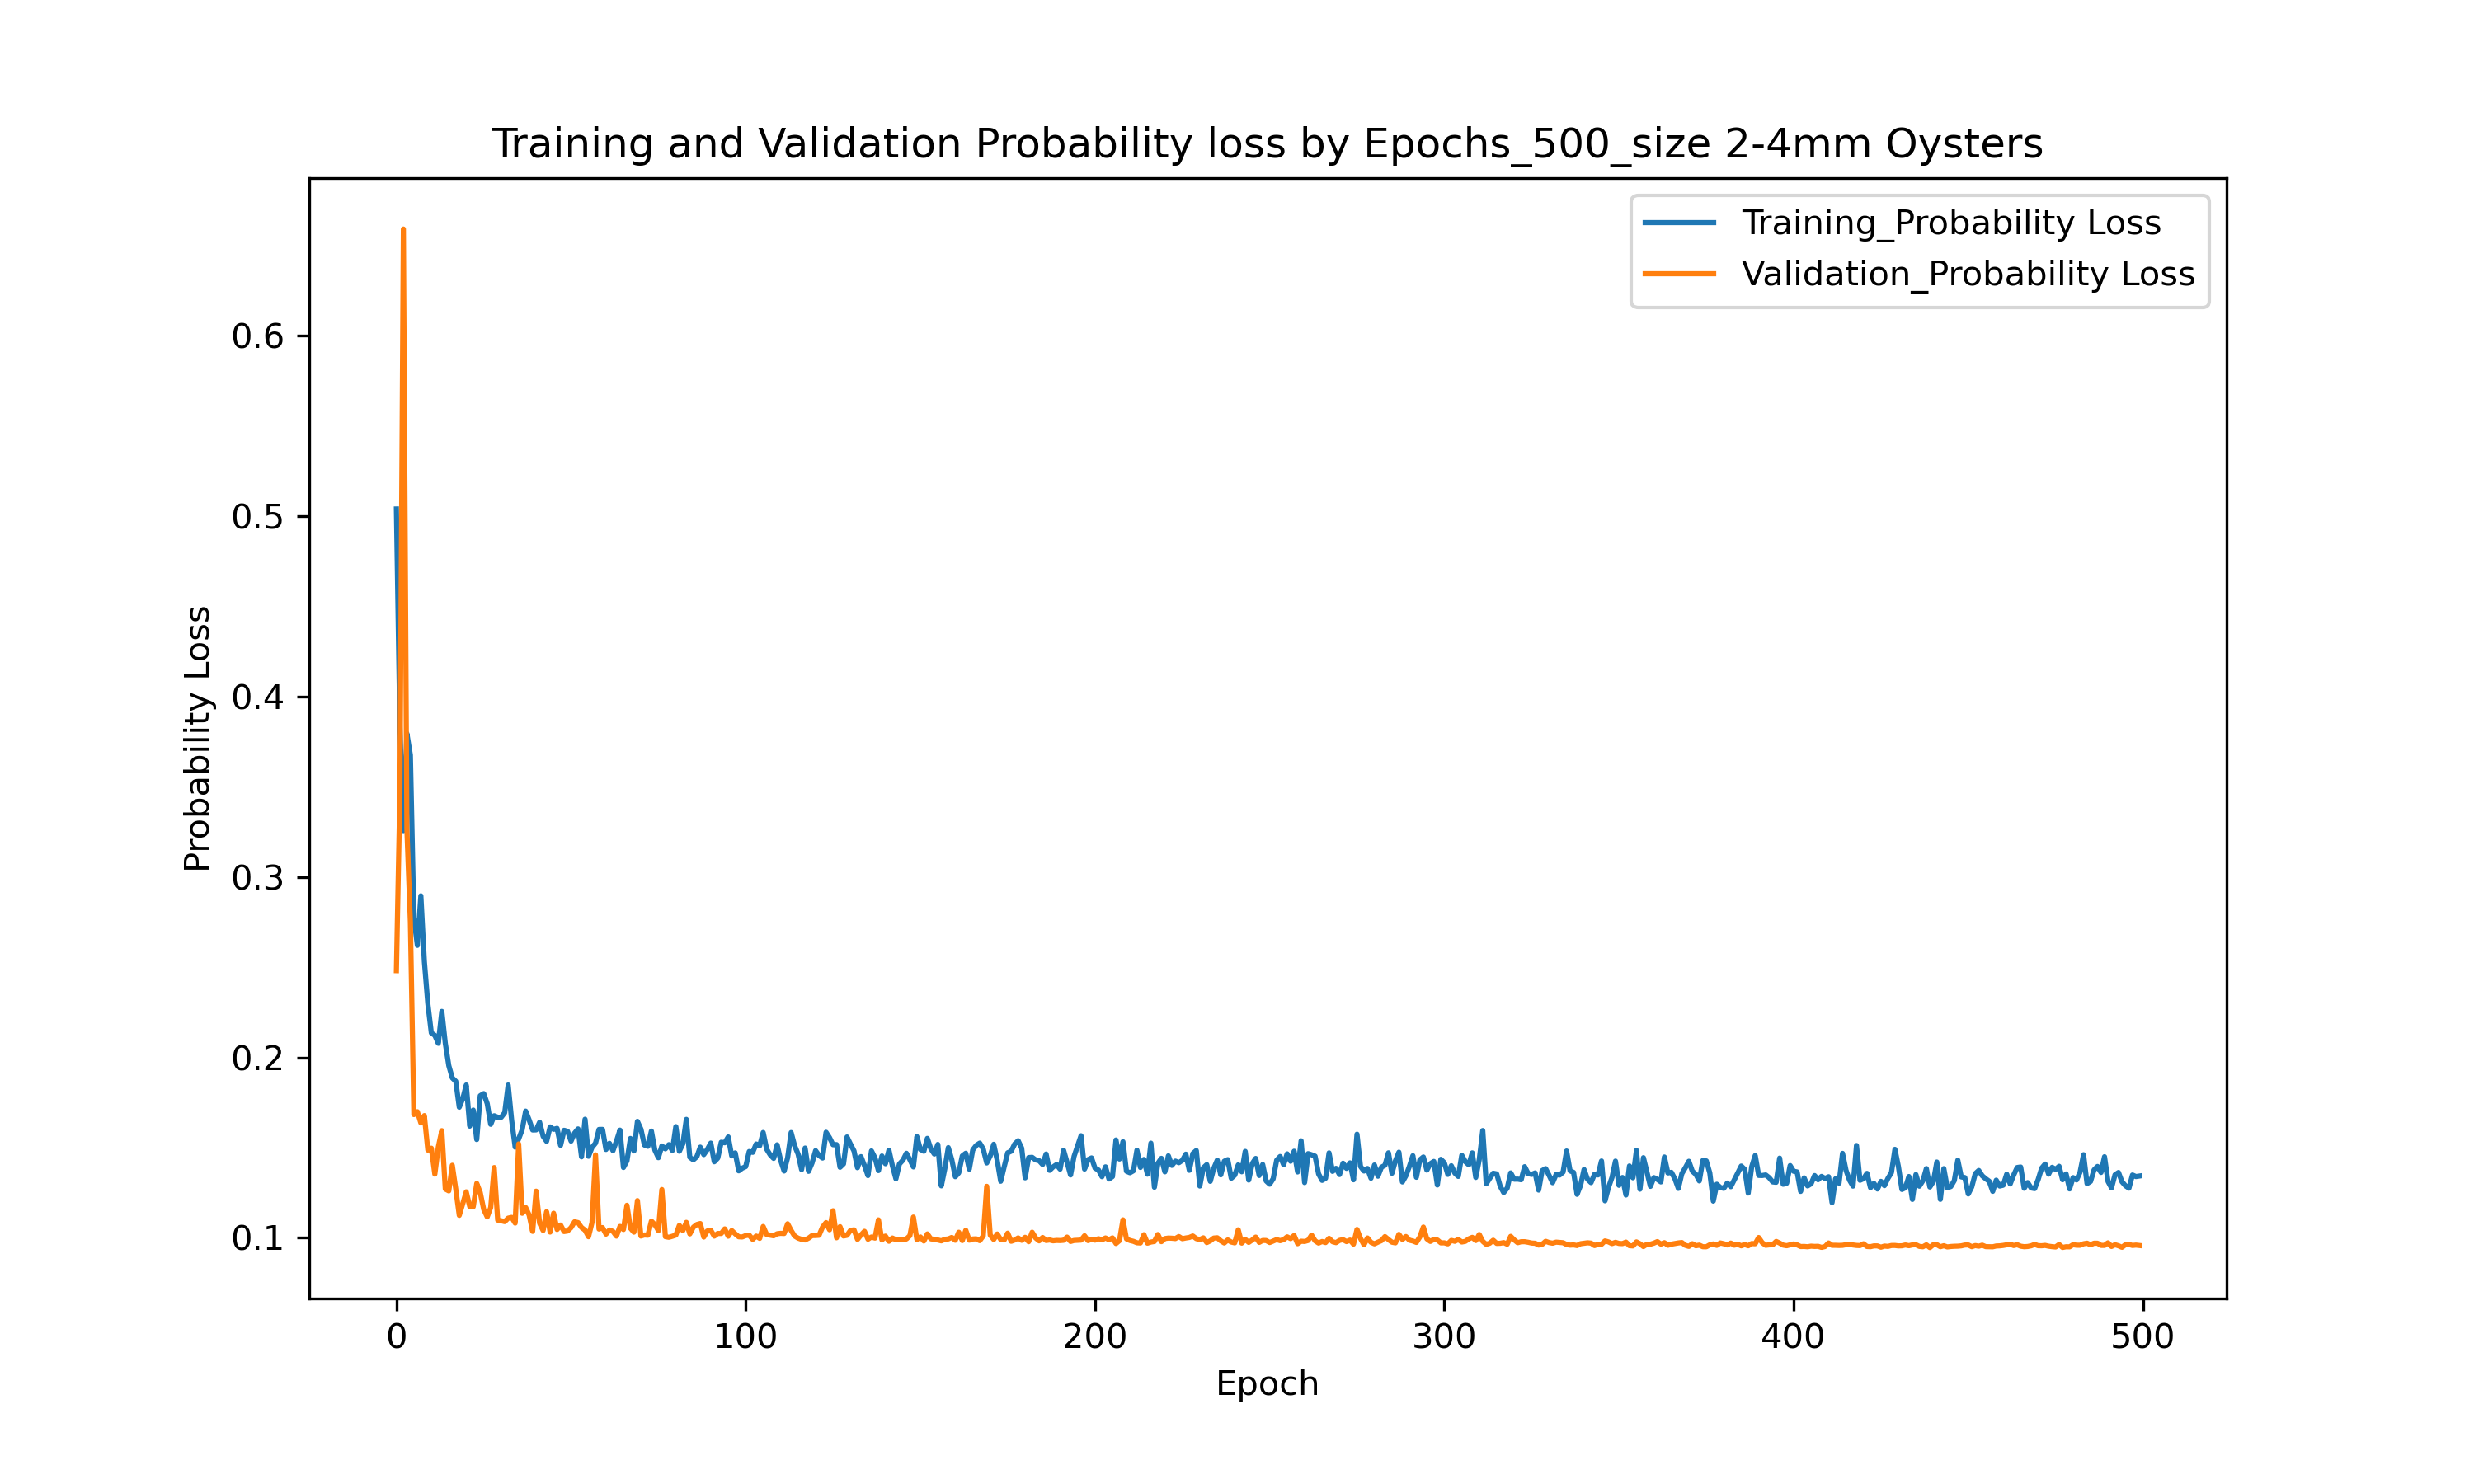 Training and Validation Probability loss by Epochs_500_size 2-4mm Oysters
Training_Probability Loss
Validation_Probability Loss
0.6
0.5
0.4
0.3
0.2
0.1
Probability Loss
0 100 200 300 400 500
Epoch